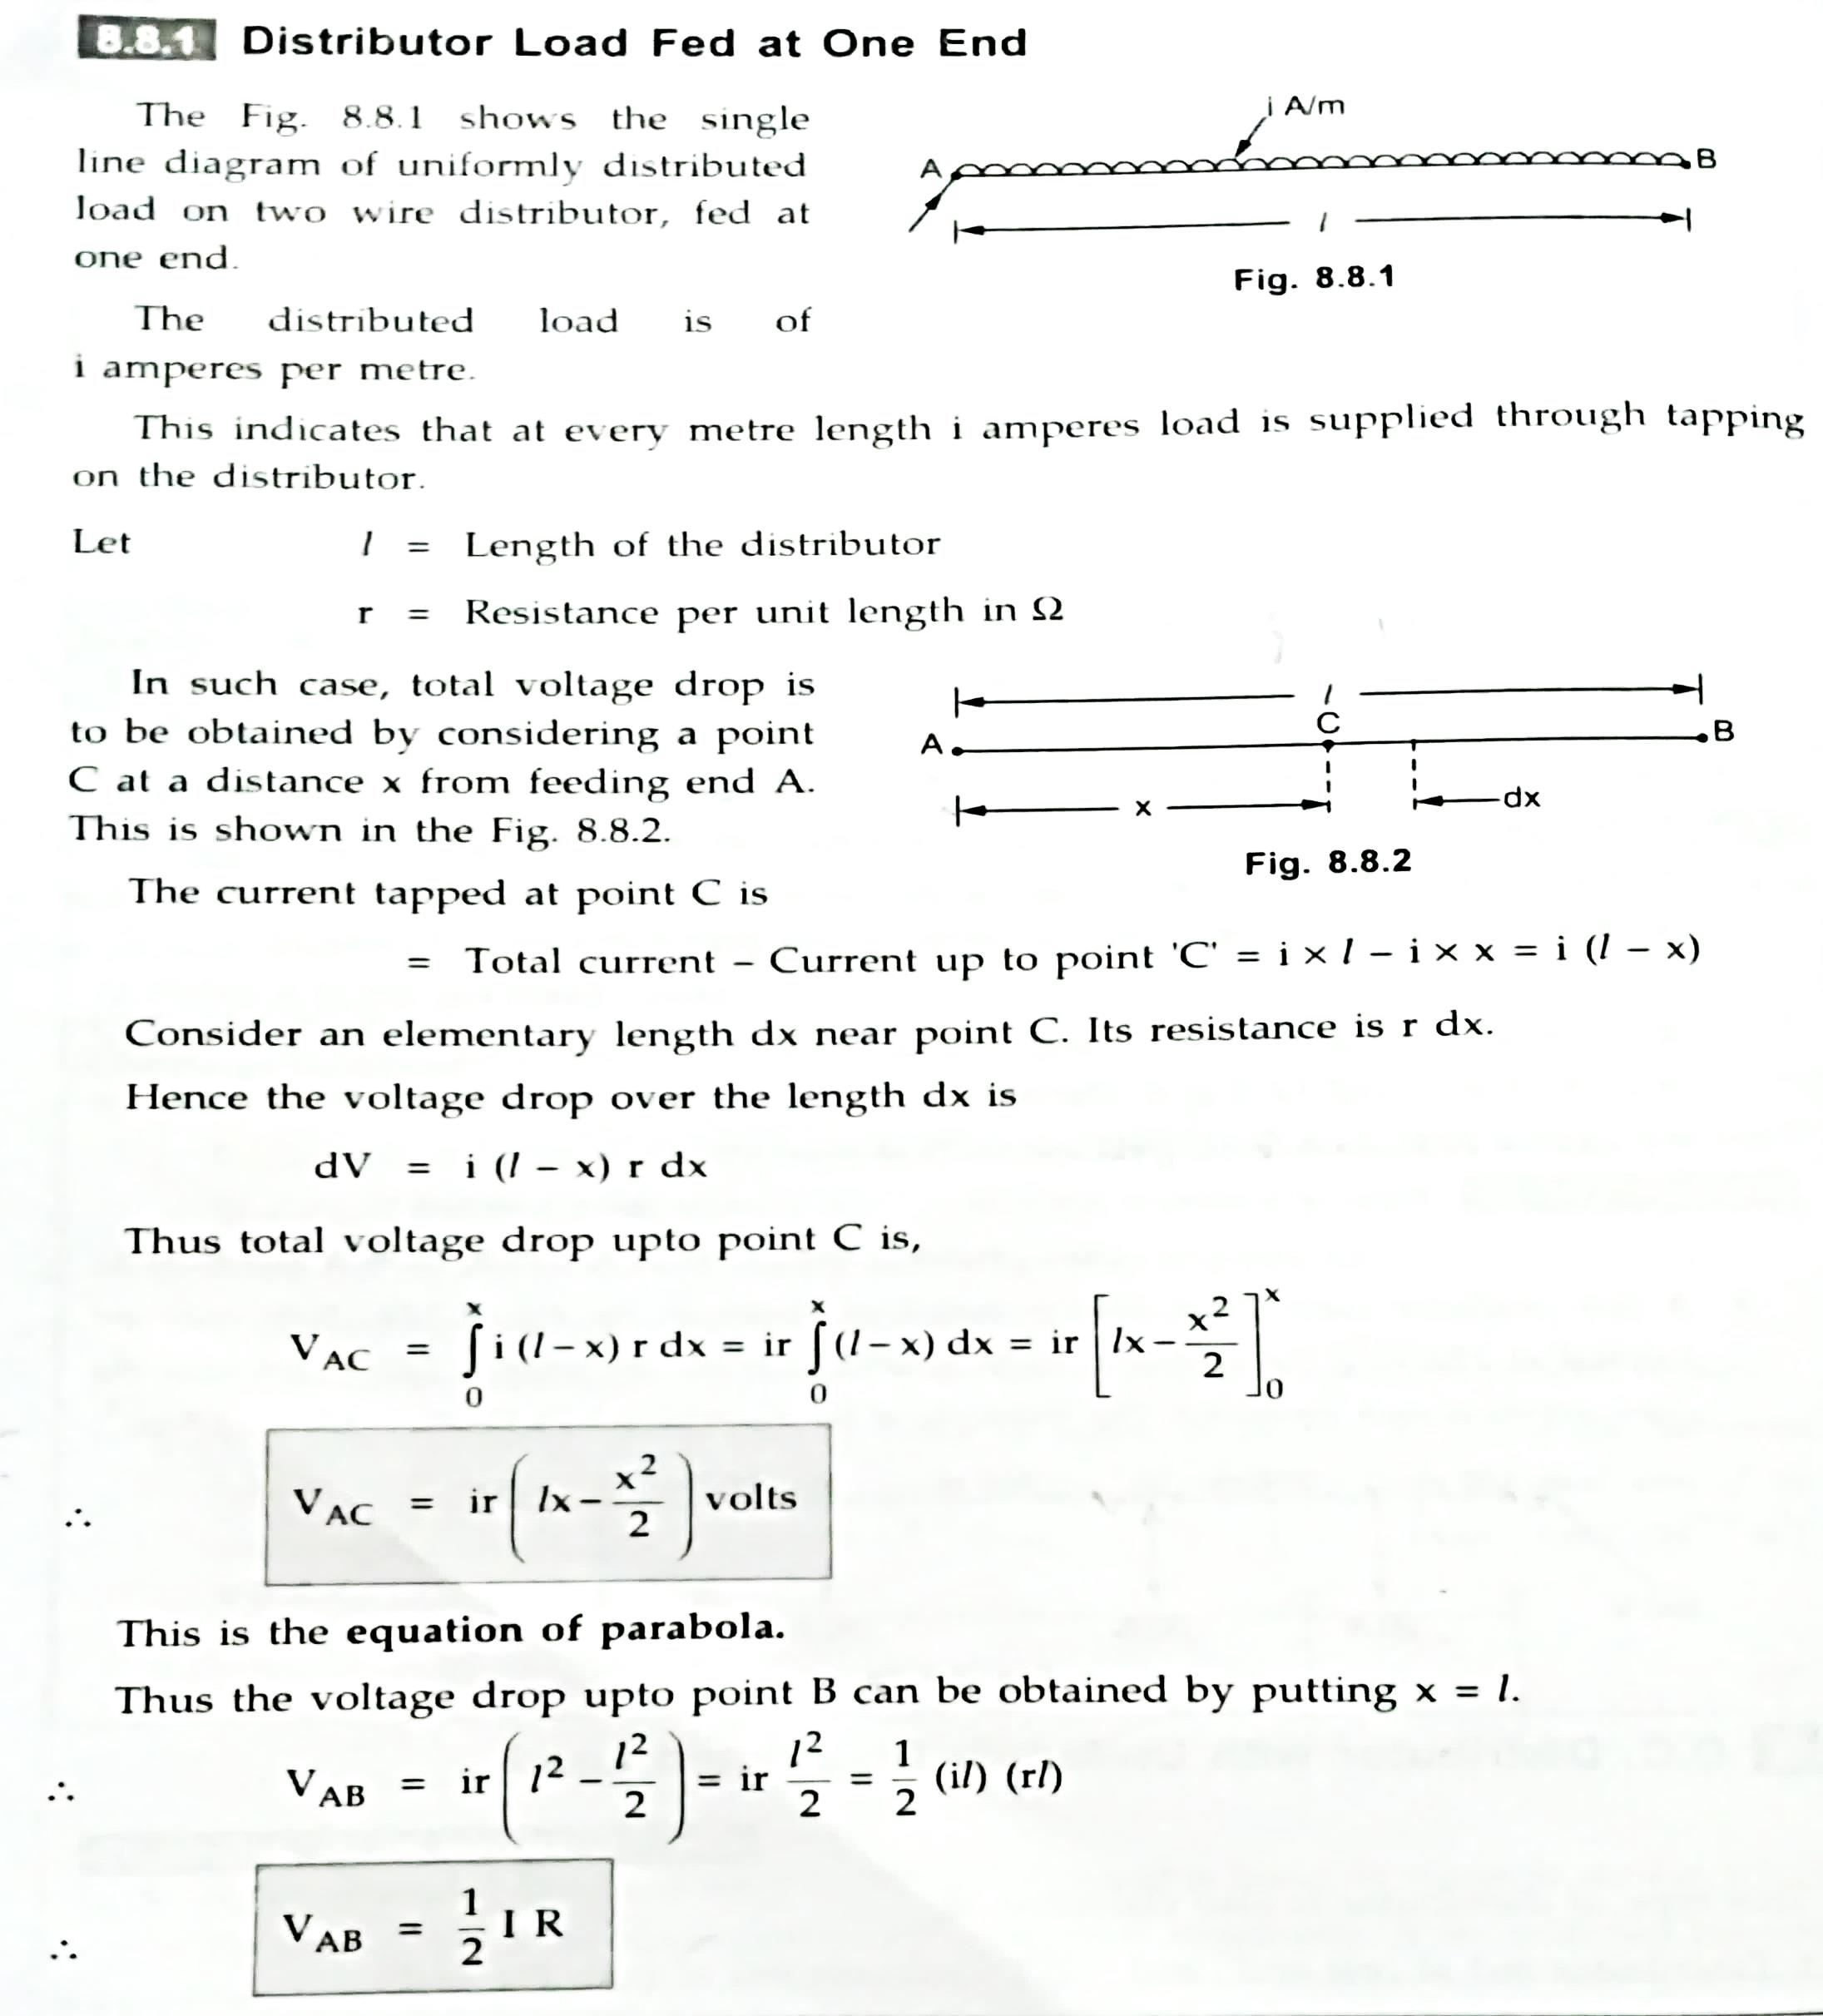 8.8.1 Distributor Load Fed at One End
The Fig. 8.8.1 shows the single
line diagram of uniformly distributed
load on two wire distributor, fed at
one end.
The distributed load is of
i amperes per metre.
i A/m
A
B
l
Fig. 8.8.1
This indicates that at every metre length i amperes load is supplied through tapping
on the distributor.
Let l = Length of the distributor
r = Resistance per unit length in Ω
In such case, total voltage drop is
to be obtained by considering a point
C at a distance x from feeding end A.
This is shown in the Fig. 8.8.2.
l
C
A
B
x
dx
Fig. 8.8.2
The current tapped at point C is
= Total current – Current up to point 'C' = i × l – i × x = i (l – x)
Consider an elementary length dx near point C. Its resistance is r dx.
Hence the voltage drop over the length dx is
dV = i (l – x) r dx
Thus total voltage drop upto point C is,
V_AC = ∫₀ˣ i (l – x) r dx = ir ∫₀ˣ (l – x) dx = ir [lx – x²/2]₀ˣ
∴ V_AC = ir (lx – x²/2) volts
This is the equation of parabola.
Thus the voltage drop upto point B can be obtained by putting x = l.
∴ V_AB = ir (l² – l²/2) = ir l²/2 = 1/2 (il) (rl)
∴ V_AB = 1/2 I R